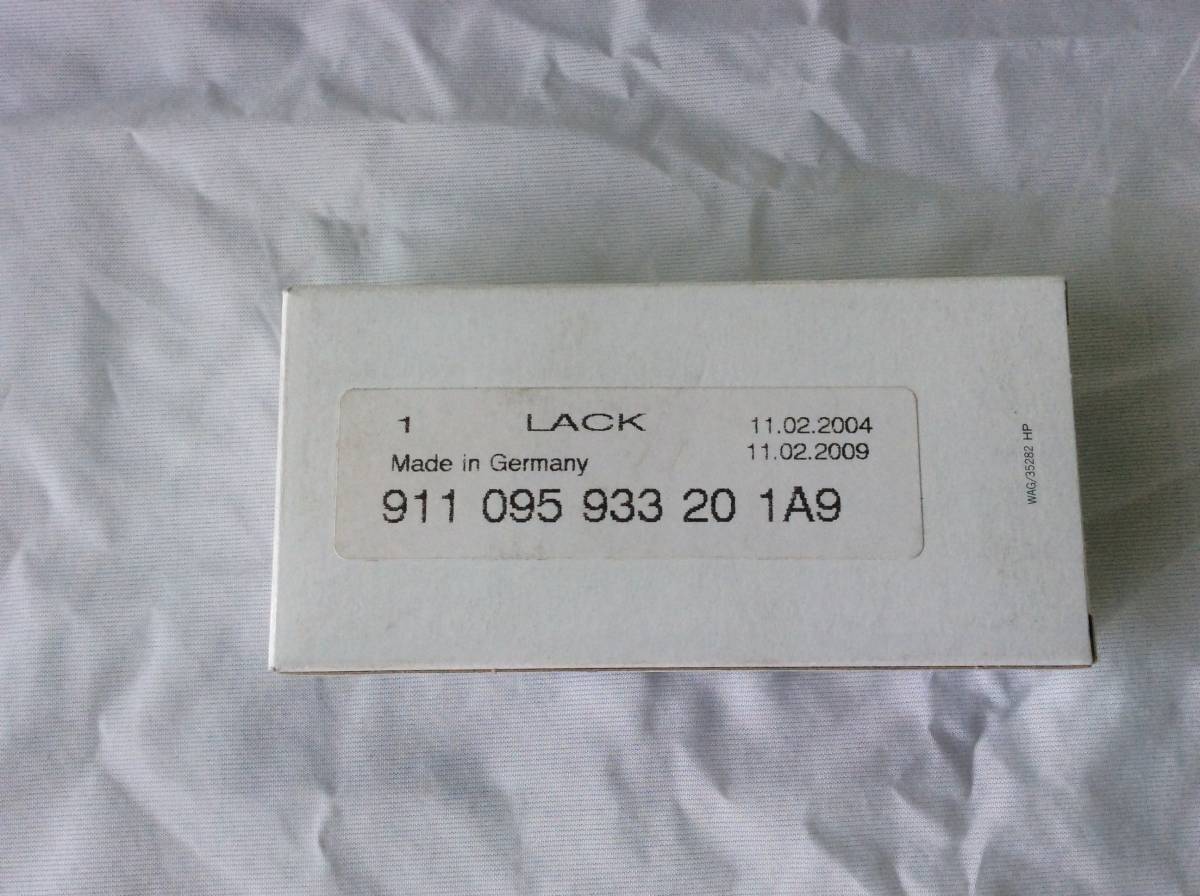 1 LACK 11.02.2004
11.02.2009
Made in Germany
911 095 933 20 1A9
WAG/35282 HP